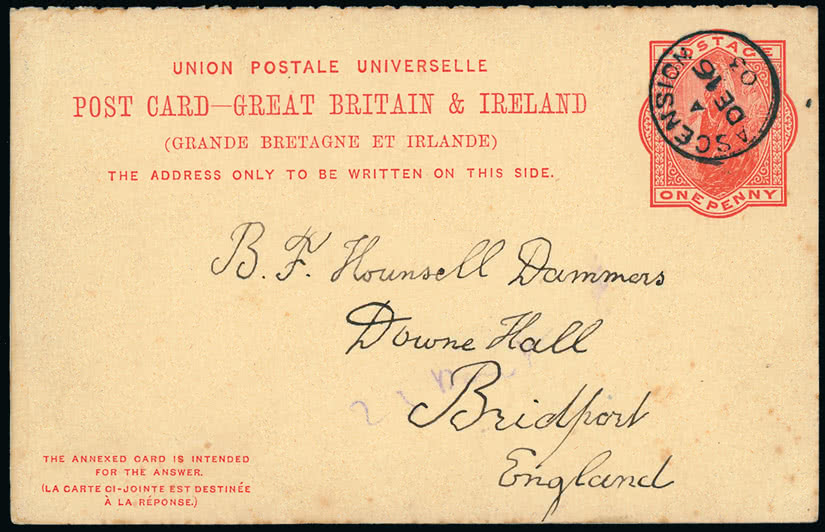 UNION POSTALE UNIVERSELLE
POST CARD—GREAT BRITAIN & IRELAND
(GRANDE BRETAGNE ET IRLANDE)
THE ADDRESS ONLY TO BE WRITTEN ON THIS SIDE.
POSTAGE
ONE PENNY
ASCENSION
A
DE 16
03
B. F. Hounsell Dammers
Downe Hall
Bridport
England
THE ANNEXED CARD IS INTENDED
FOR THE ANSWER.
(LA CARTE CI-JOINTE EST DESTINÉE
À LA RÉPONSE.)